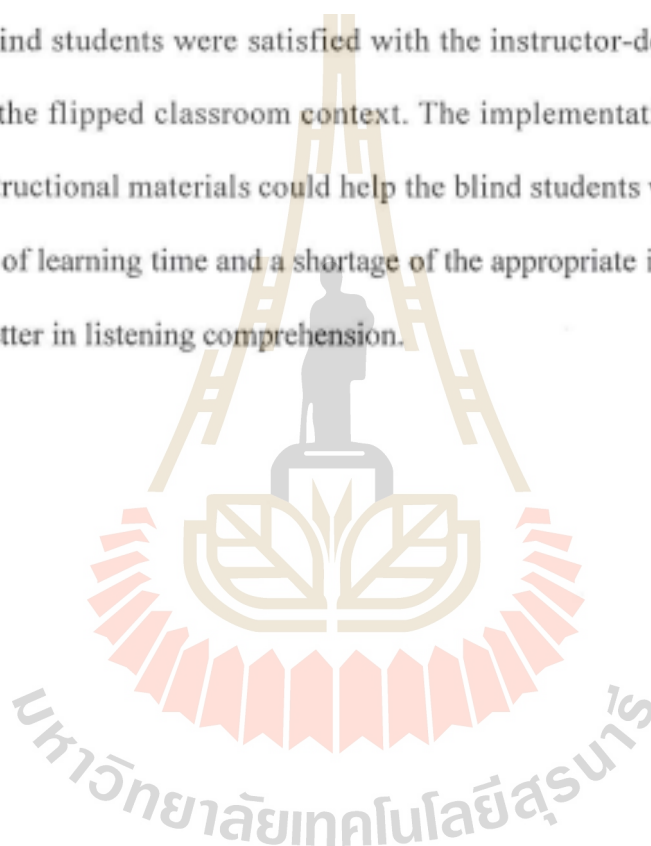 ind students were satisfied with the instructor-d
the flipped classroom context. The implementat
ructional materials could help the blind students
of learning time and a shortage of the appropriate i
tter in listening comprehension.
มหาวิทยาลัยเทคโนโลยีสุรนารี